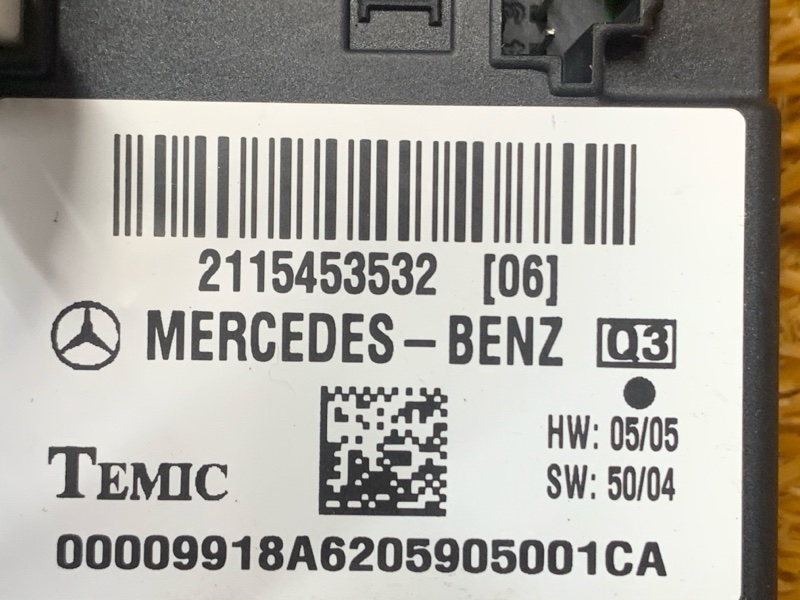 2115453532 [06]
MERCEDES-BENZ Q3
HW: 05/05
TEMIC SW: 50/04
00009918A6205905001CA